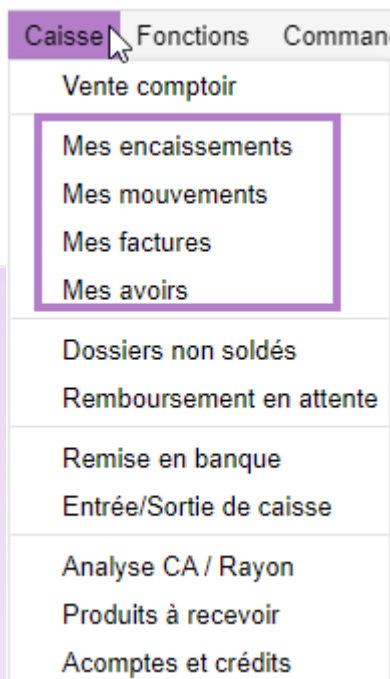 Caisse Fonctions Comman
Vente comptoir
Mes encaissements
Mes mouvements
Mes factures
Mes avoirs
Dossiers non soldés
Remboursement en attente
Remise en banque
Entrée/Sortie de caisse
Analyse CA / Rayon
Produits à recevoir
Acomptes et crédits